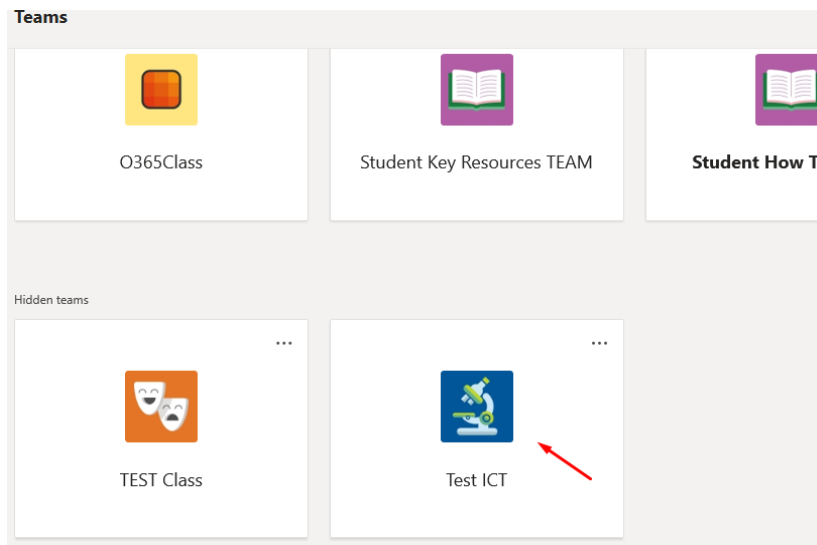 Teams
O365Class
Student Key Resources TEAM
Student How T
Hidden teams
TEST Class
Test ICT